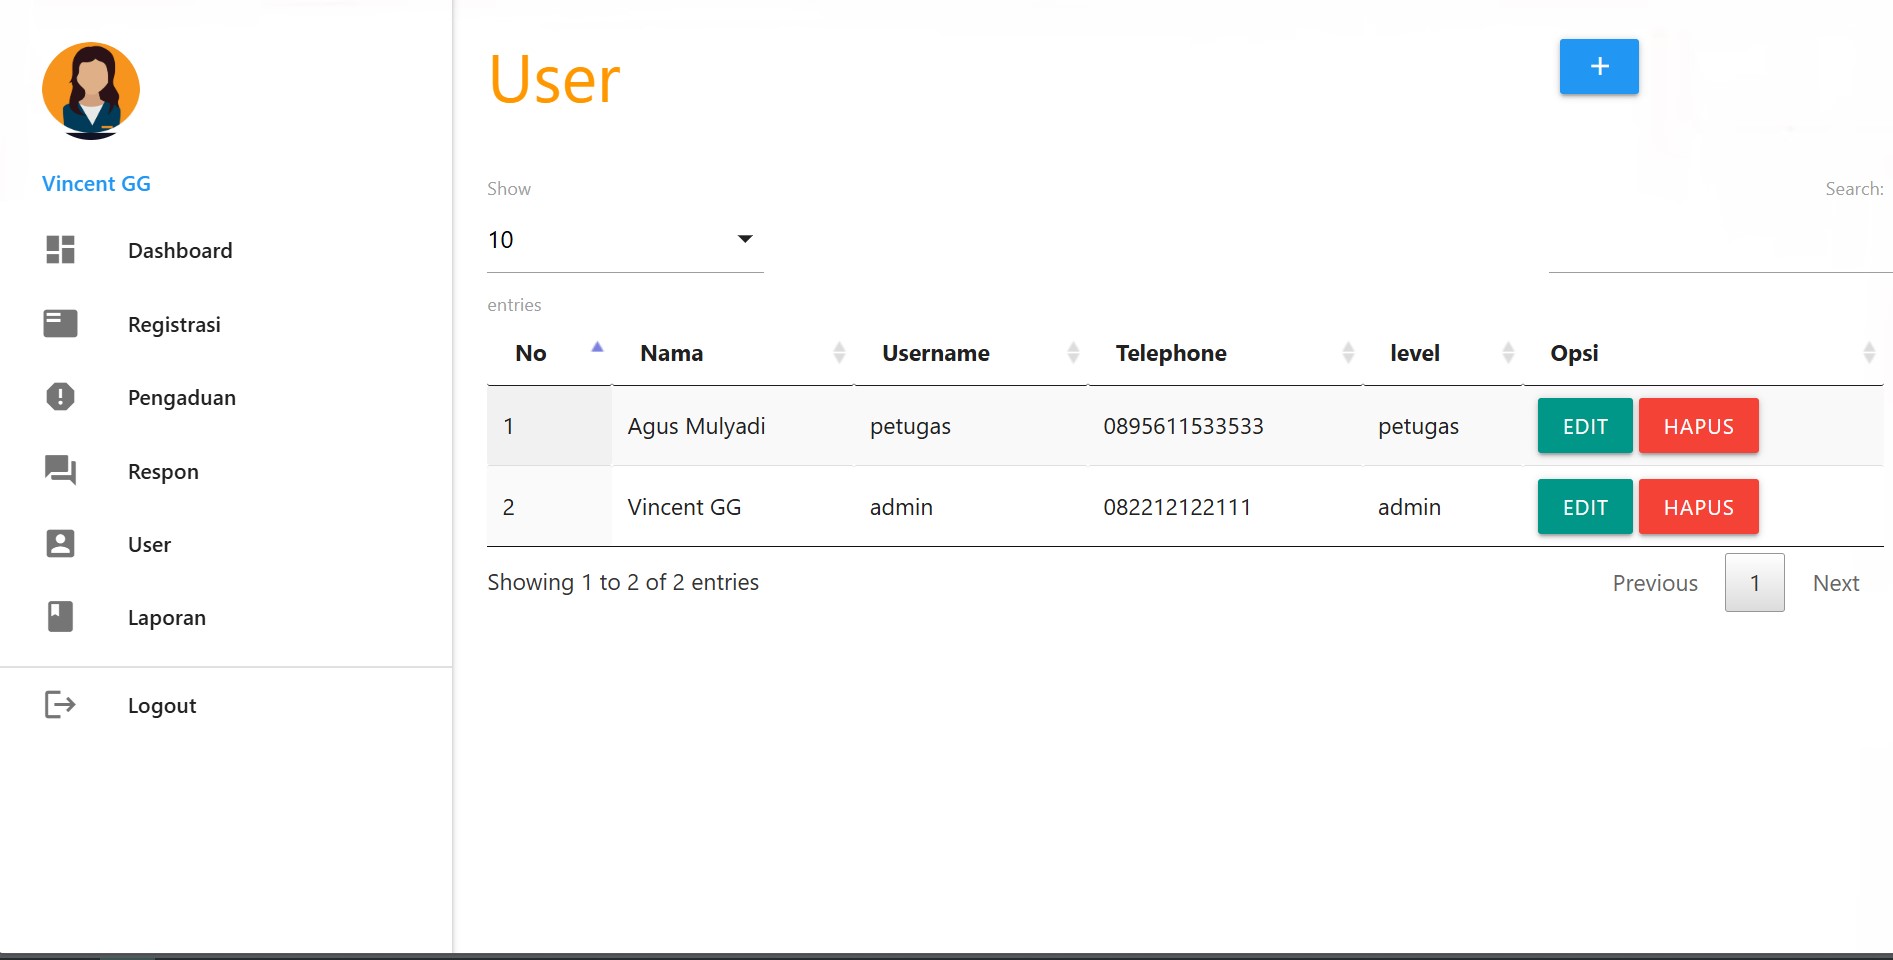 Vincent GG
Dashboard
Registrasi
Pengaduan
Respon
User
Laporan
Logout
User
+
Show
10
entries
Search:
No Nama Username Telephone level Opsi
1 Agus Mulyadi petugas 0895611533533 petugas EDIT HAPUS
2 Vincent GG admin 082212122111 admin EDIT HAPUS
Showing 1 to 2 of 2 entries
Previous 1 Next